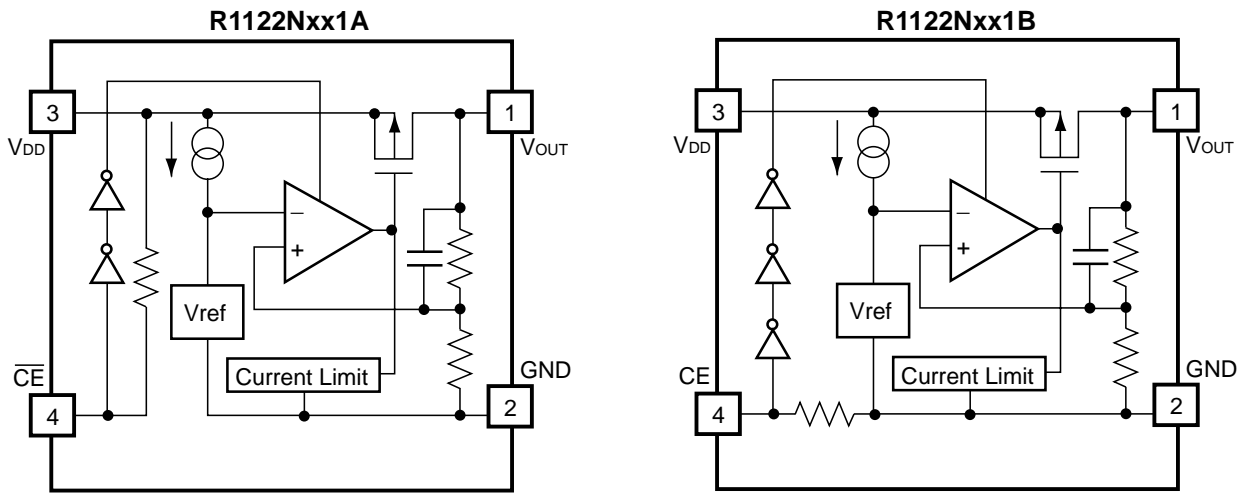 R1122Nxx1A
3
VDD
1
VOUT
−
+
Vref
Current Limit
C̅E̅
4
GND
2
R1122Nxx1B
3
VDD
1
VOUT
−
+
Vref
Current Limit
CE
4
GND
2